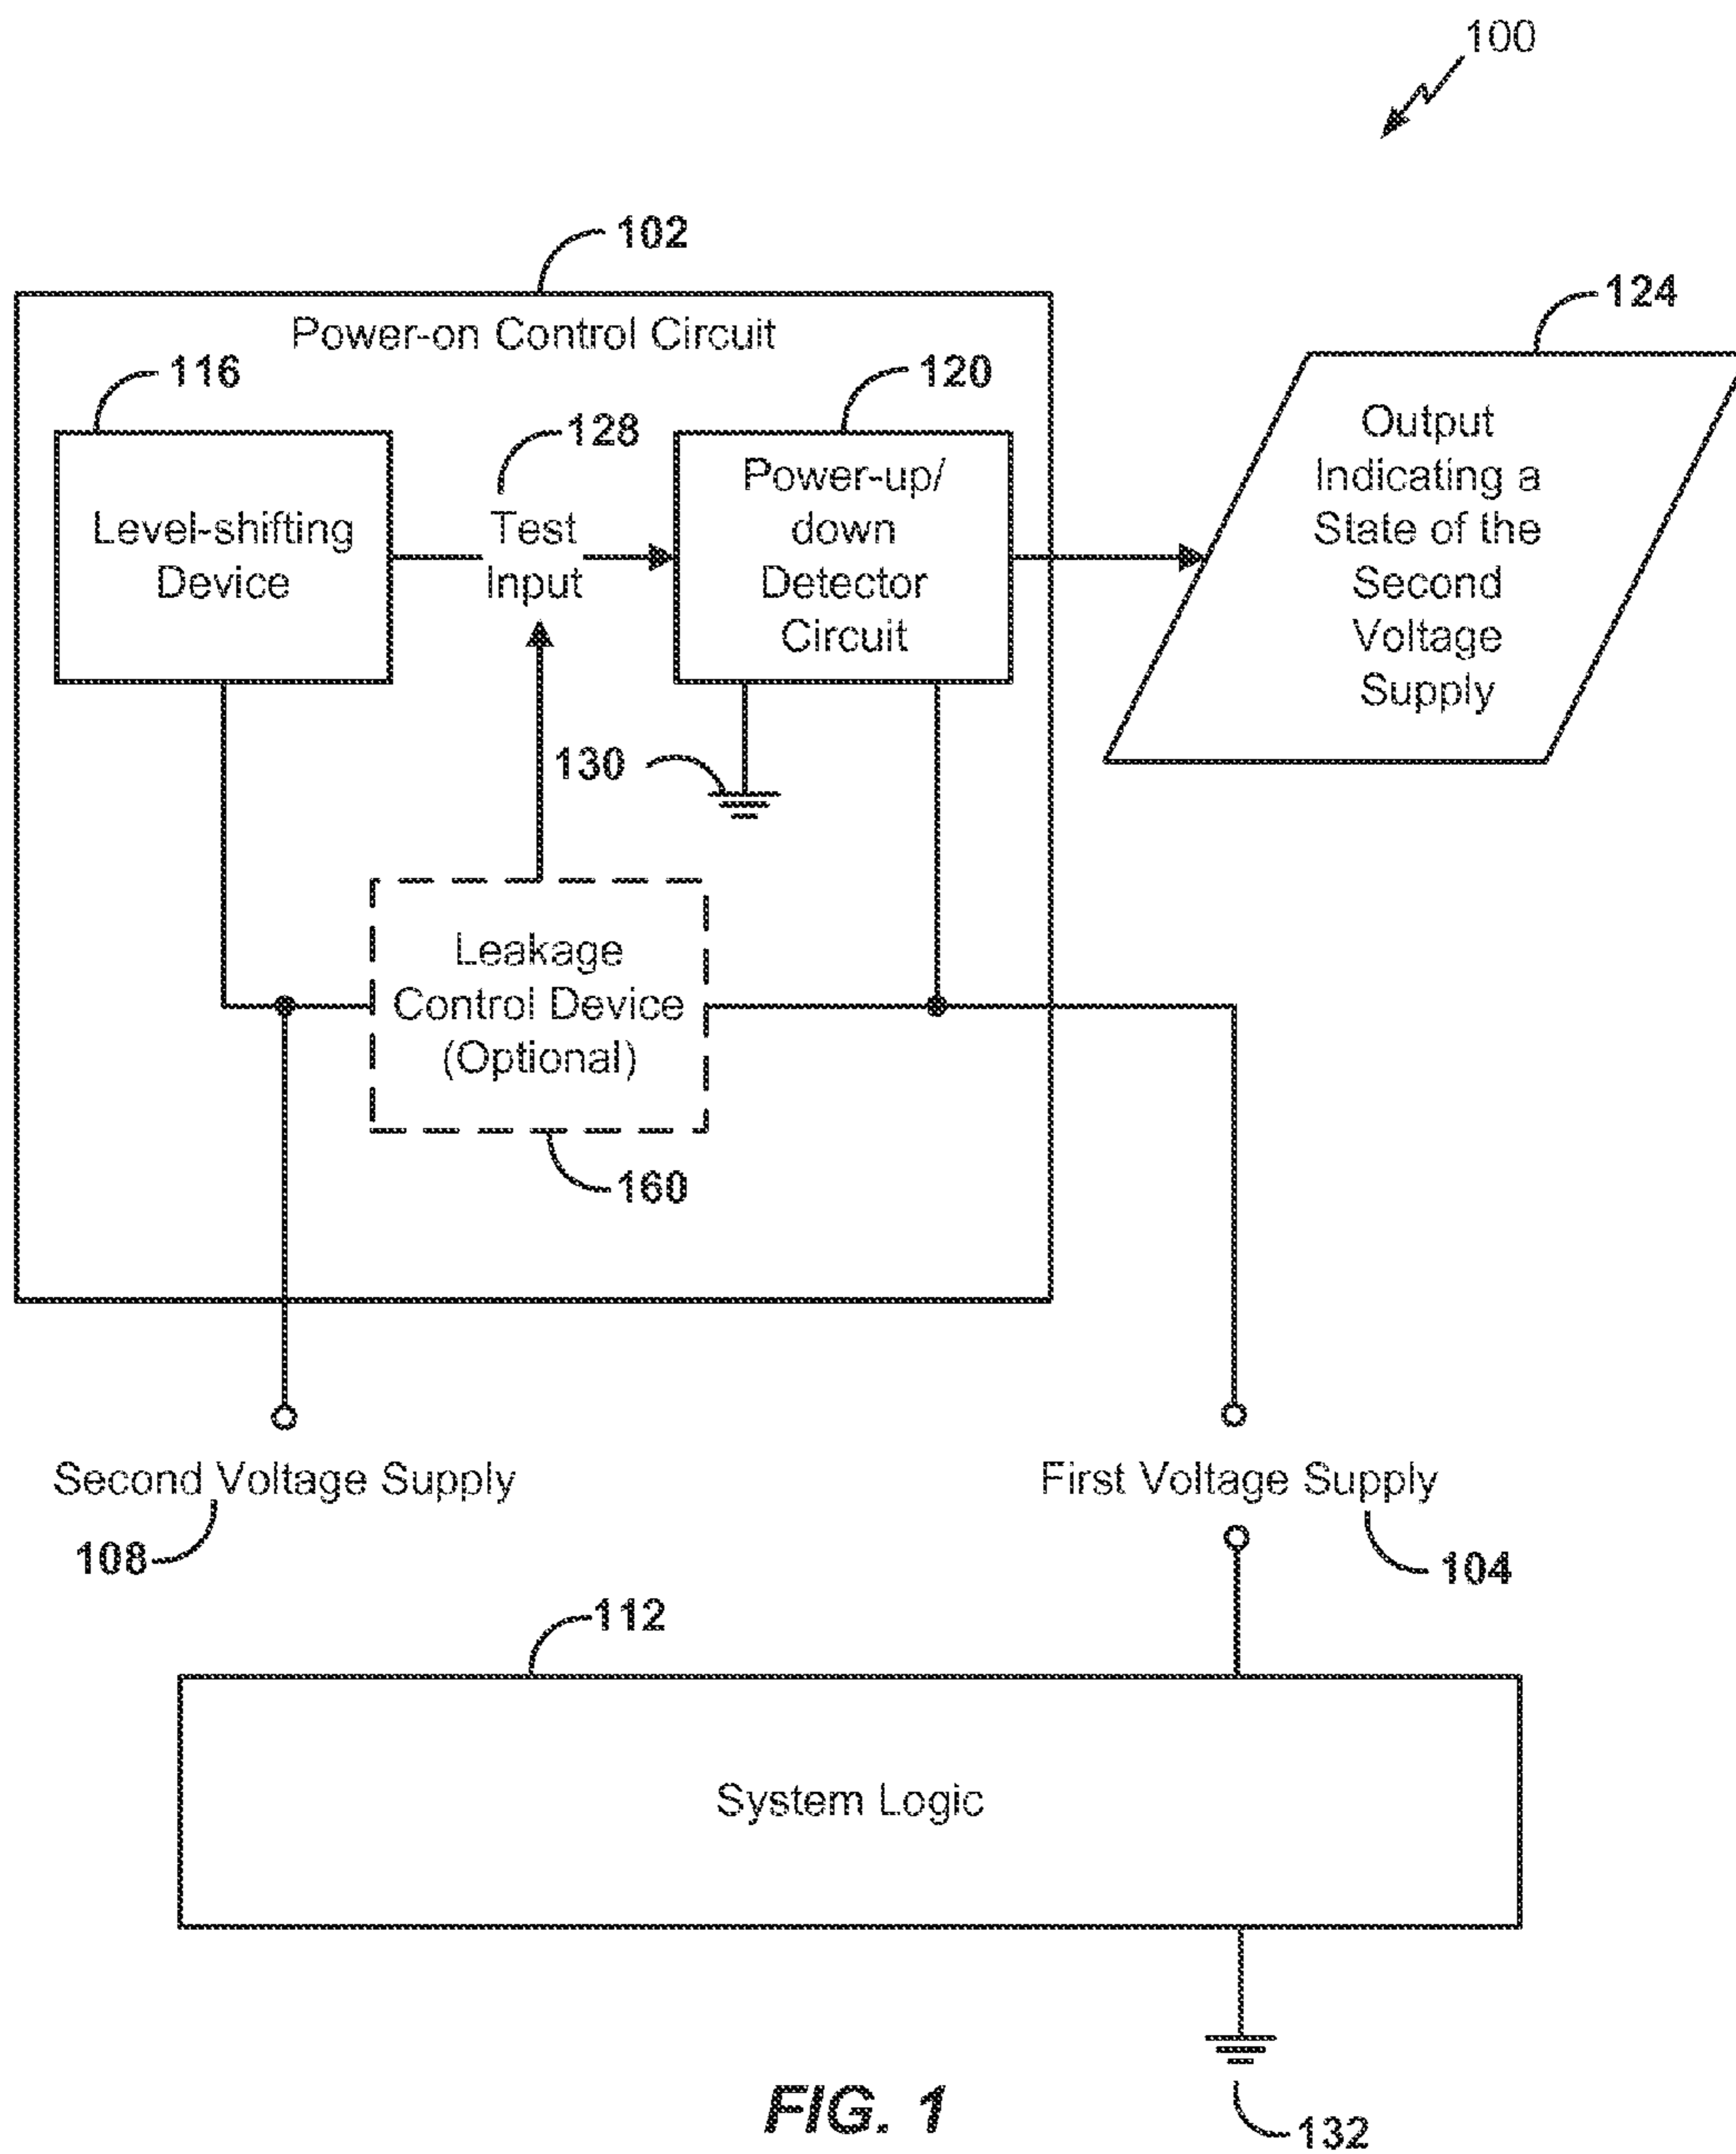 100
102
124
Power-on Control Circuit
116
120
128
Output
Indicating a
State of the
Second
Voltage
Supply
Level-shifting
Device
Test
Input
Power-up/
down
Detector
Circuit
130
Leakage
Control Device
(Optional)
160
Second Voltage Supply
108
First Voltage Supply
104
112
System Logic
132
FIG. 1